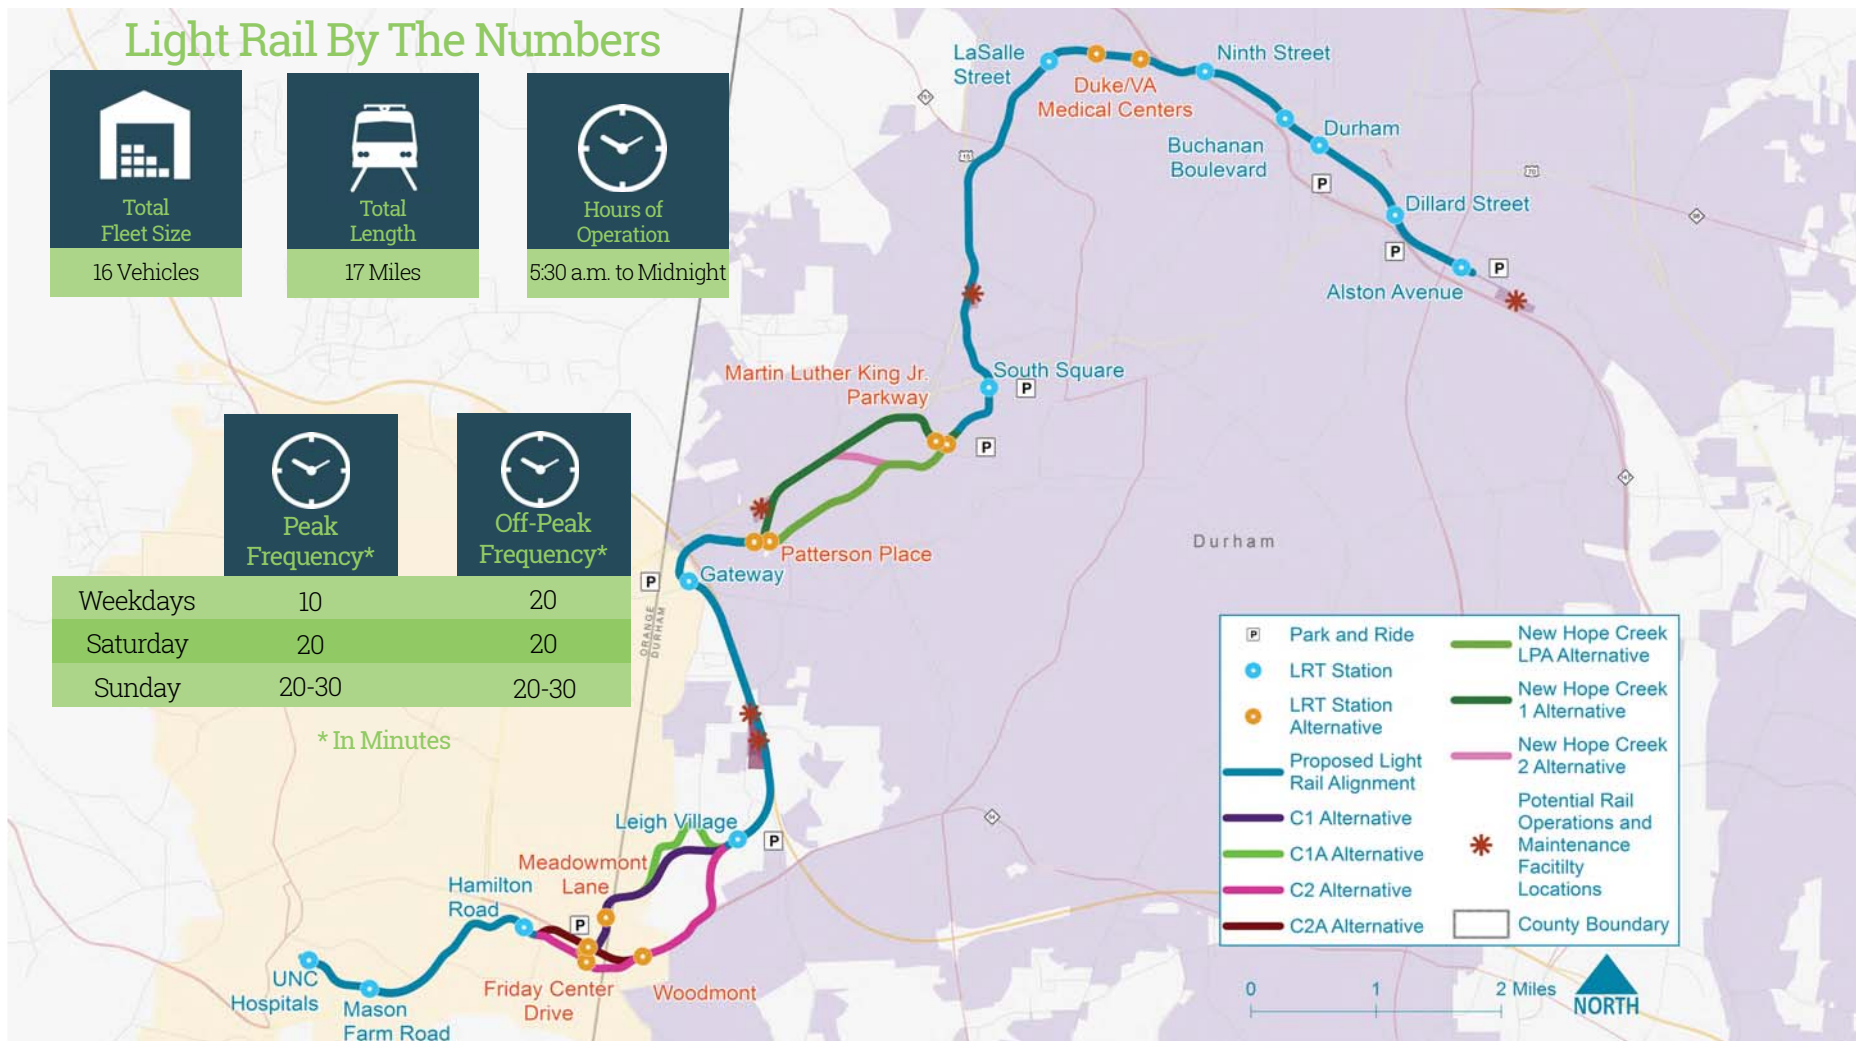 Light Rail By The Numbers
Total
Fleet Size
16 Vehicles
Total
Length
17 Miles
Hours of
Operation
5:30 a.m. to Midnight
Peak
Frequency*
Off-Peak
Frequency*
Weekdays 10 20
Saturday 20 20
Sunday 20-30 20-30
* In Minutes
LaSalle
Street
Duke/VA
Medical Centers
Ninth Street
Buchanan
Boulevard
Durham
P
Dillard Street
P
P
Alston Avenue
15
70
98
South Square
P
Martin Luther King Jr.
Parkway
P
147
Patterson Place
Durham
Gateway
P
ORANGE
DURHAM
Leigh Village
P
54
Meadowmont
Lane
Hamilton
Road
P
UNC
Hospitals
Mason
Farm Road
Friday Center
Drive
Woodmont
P Park and Ride
LRT Station
LRT Station
Alternative
Proposed Light
Rail Alignment
C1 Alternative
C1A Alternative
C2 Alternative
C2A Alternative
New Hope Creek
LPA Alternative
New Hope Creek
1 Alternative
New Hope Creek
2 Alternative
Potential Rail
Operations and
Maintenance
Facitilty
Locations
County Boundary
0 1 2 Miles
NORTH